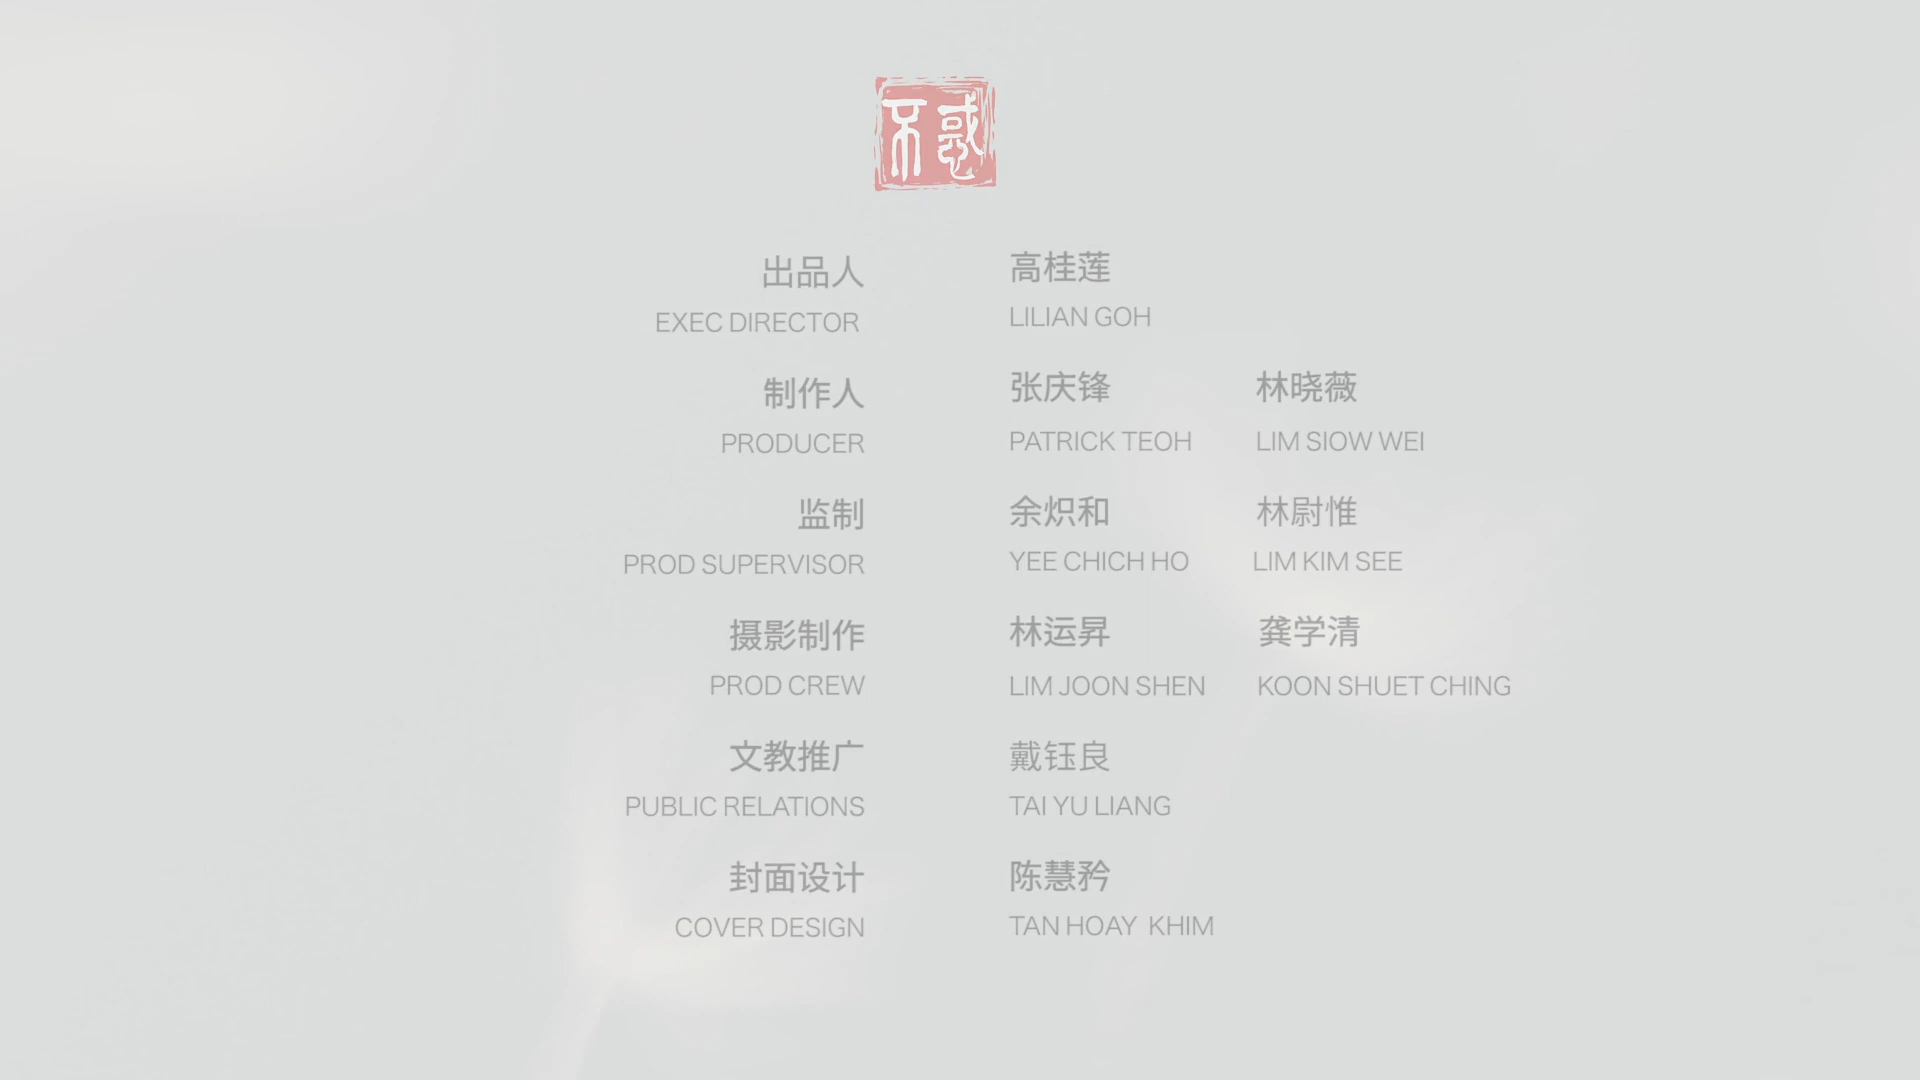 不惑
出品人 高桂莲
EXEC DIRECTOR LILIAN GOH
制作人 张庆锋 林晓薇
PRODUCER PATRICK TEOH LIM SIOW WEI
监制 余炽和 林尉惟
PROD SUPERVISOR YEE CHICH HO LIM KIM SEE
摄影制作 林运昇 龚学清
PROD CREW LIM JOON SHEN KOON SHUET CHING
文教推广 戴钰良
PUBLIC RELATIONS TAI YU LIANG
封面设计 陈慧矜
COVER DESIGN TAN HOAY KHIM